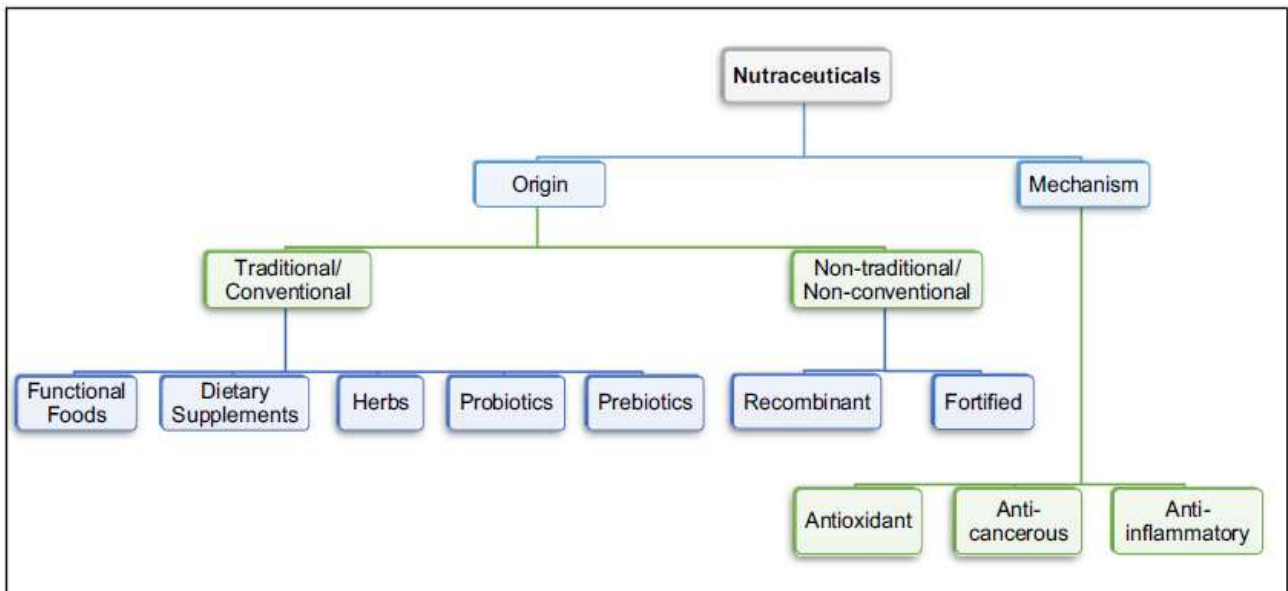 Nutraceuticals
Origin
Mechanism
Traditional/
Conventional
Non-traditional/
Non-conventional
Functional
Foods
Dietary
Supplements
Herbs
Probiotics
Prebiotics
Recombinant
Fortified
Antioxidant
Anti-
cancerous
Anti-
inflammatory